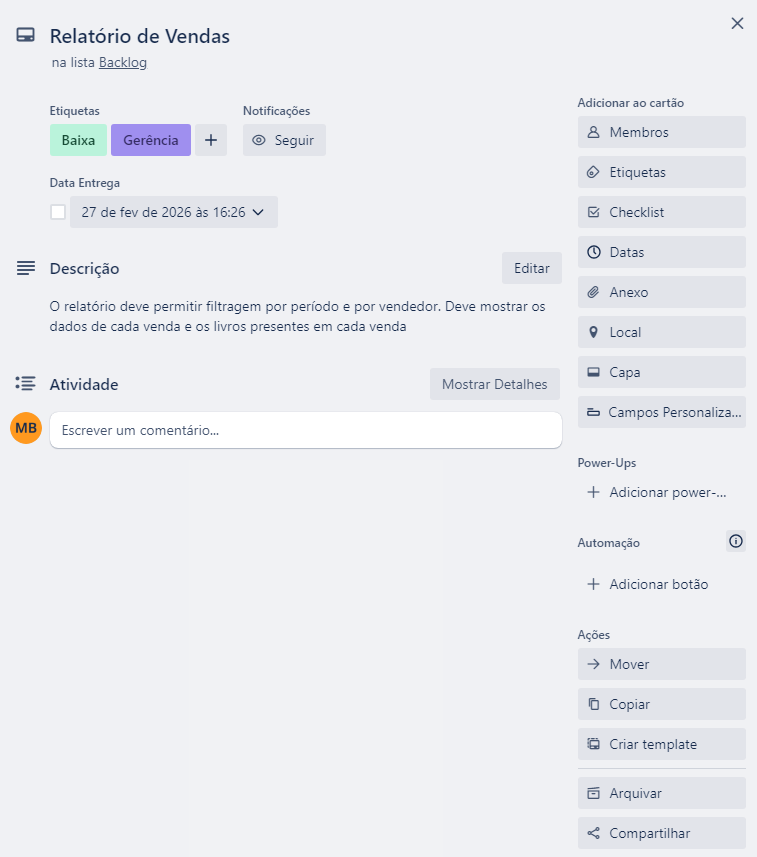 Relatório de Vendas
na lista Backlog
Etiquetas
Baixa
Gerência
Notificações
Seguir
Data Entrega
27 de fev de 2026 às 16:26
Descrição
Editar
O relatório deve permitir filtragem por período e por vendedor. Deve mostrar os
dados de cada venda e os livros presentes em cada venda
Atividade
Mostrar Detalhes
MB
Escrever um comentário...
Adicionar ao cartão
Membros
Etiquetas
Checklist
Datas
Anexo
Local
Capa
Campos Personaliza...
Power-Ups
Adicionar power-...
Automação
Adicionar botão
Ações
Mover
Copiar
Criar template
Arquivar
Compartilhar